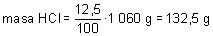 masa HCl = 12,5/100 · 1 060 g = 132,5 g